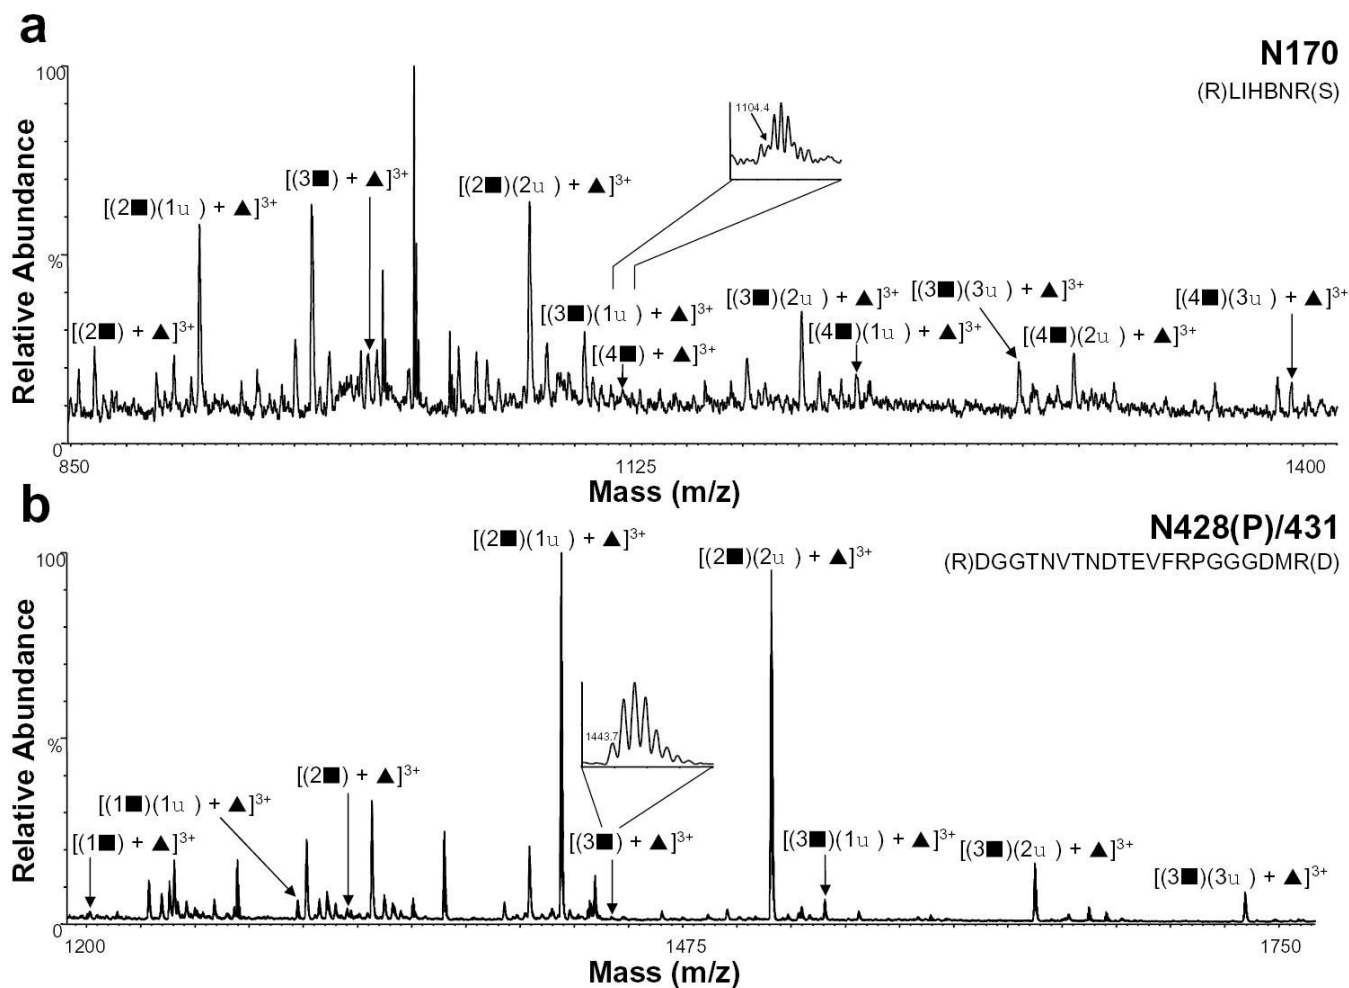 a
N170
(R)LIHBNR(S)
100
1104.4
[(3■) + ▲]³⁺
[(2■)(2u ) + ▲]³⁺
[(2■)(1u ) + ▲]³⁺
Relative Abundance
%
[(3■)(1u ) + ▲]³⁺
[(3■)(2u ) + ▲]³⁺
[(3■)(3u ) + ▲]³⁺
[(4■)(3u ) + ▲]³⁺
[(2■) + ▲]³⁺
[(4■) + ▲]³⁺
[(4■)(1u ) + ▲]³⁺
[(4■)(2u ) + ▲]³⁺
0
850
1125
1400
Mass (m/z)
b
N428(P)/431
(R)DGGTNVTNDTEVFRPGGGDMR(D)
100
[(2■)(1u ) + ▲]³⁺
[(2■)(2u ) + ▲]³⁺
Relative Abundance
%
1443.7
[(2■) + ▲]³⁺
[(1■)(1u ) + ▲]³⁺
[(1■) + ▲]³⁺
[(3■) + ▲]³⁺
[(3■)(1u ) + ▲]³⁺
[(3■)(2u ) + ▲]³⁺
[(3■)(3u ) + ▲]³⁺
0
1200
1475
1750
Mass (m/z)